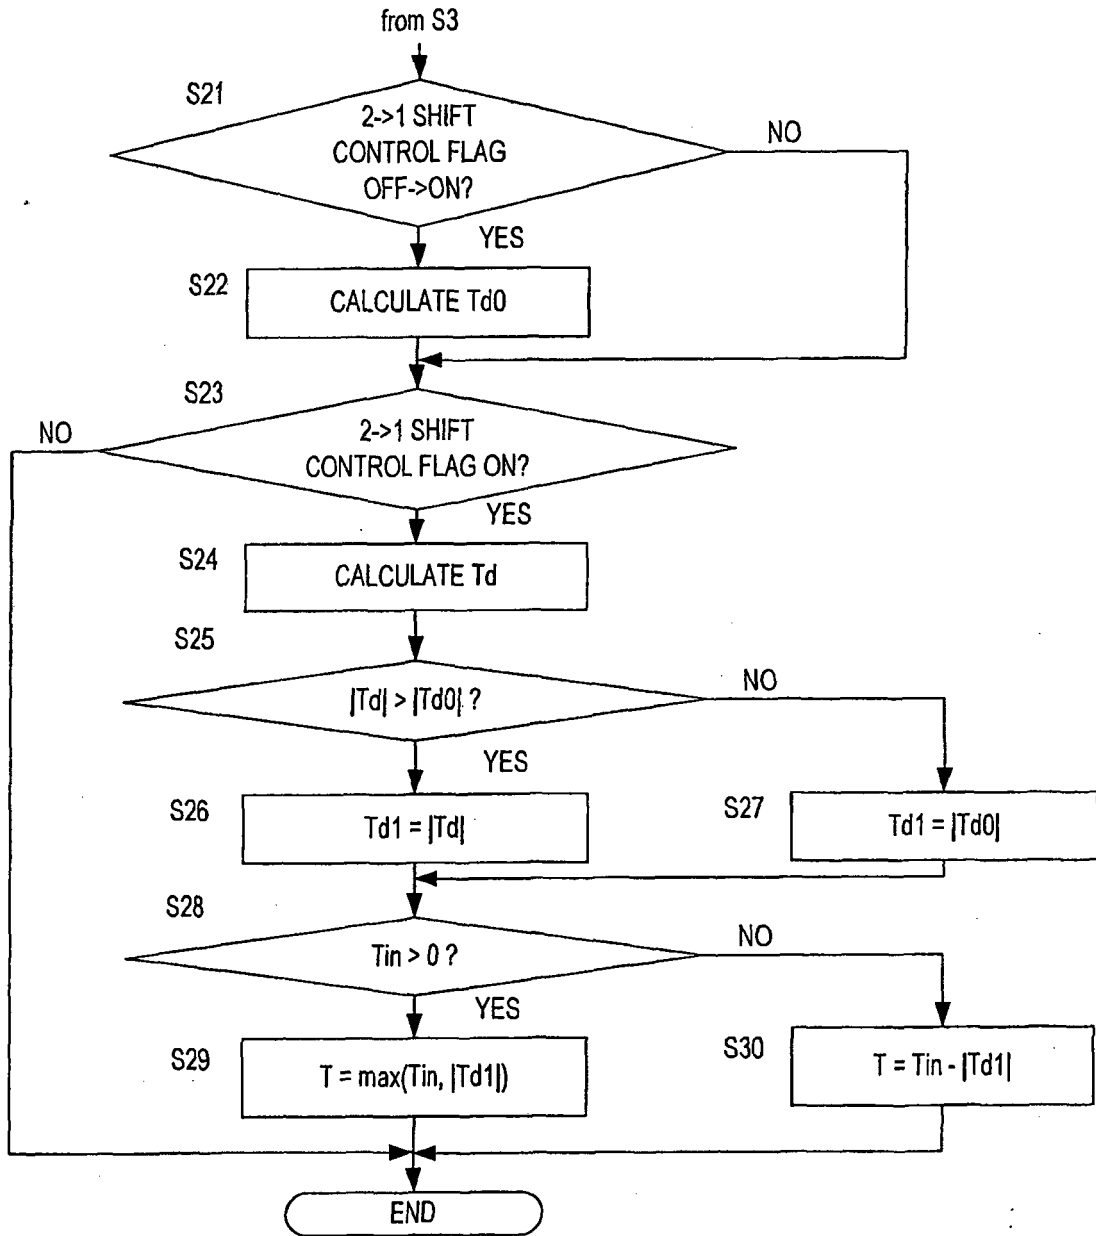 from S3
S21
2->1 SHIFT
CONTROL FLAG
OFF->ON?
NO
YES
S22
CALCULATE Td0
S23
NO
2->1 SHIFT
CONTROL FLAG ON?
YES
S24
CALCULATE Td
S25
|Td| > |Td0| ?
NO
YES
S26
Td1 = |Td|
S27
Td1 = |Td0|
S28
Tin > 0 ?
NO
YES
S29
T = max(Tin, |Td1|)
S30
T = Tin - |Td1|
END